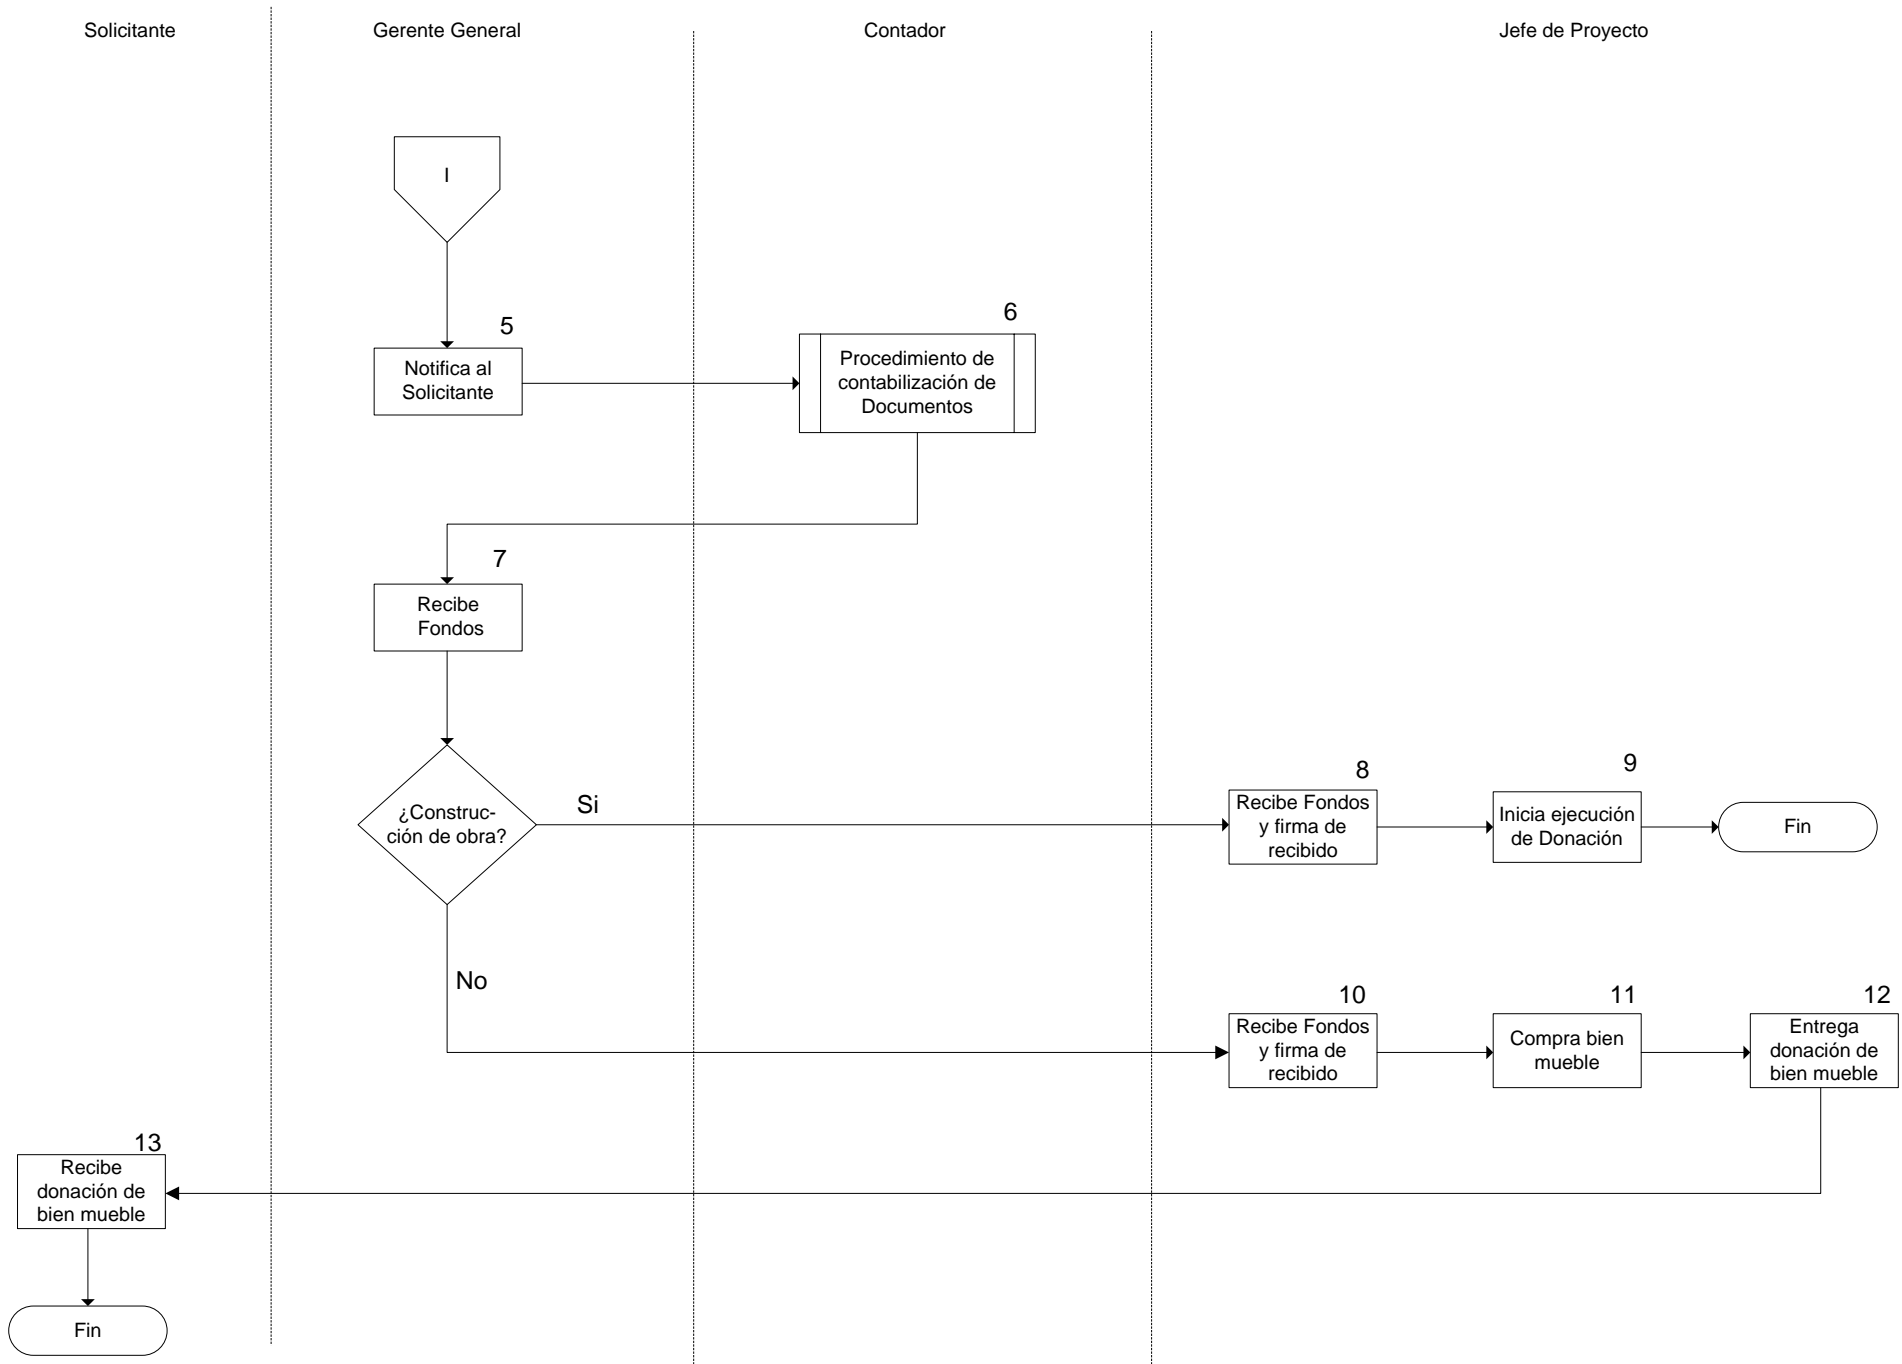 Solicitante
Gerente General
Contador
Jefe de Proyecto
I
5
Notifica al
Solicitante
6
Procedimiento de
contabilización de
Documentos
7
Recibe
Fondos
¿Construc-
ción de obra?
Si
8
Recibe Fondos
y firma de
recibido
9
Inicia ejecución
de Donación
Fin
No
10
Recibe Fondos
y firma de
recibido
11
Compra bien
mueble
12
Entrega
donación de
bien mueble
13
Recibe
donación de
bien mueble
Fin